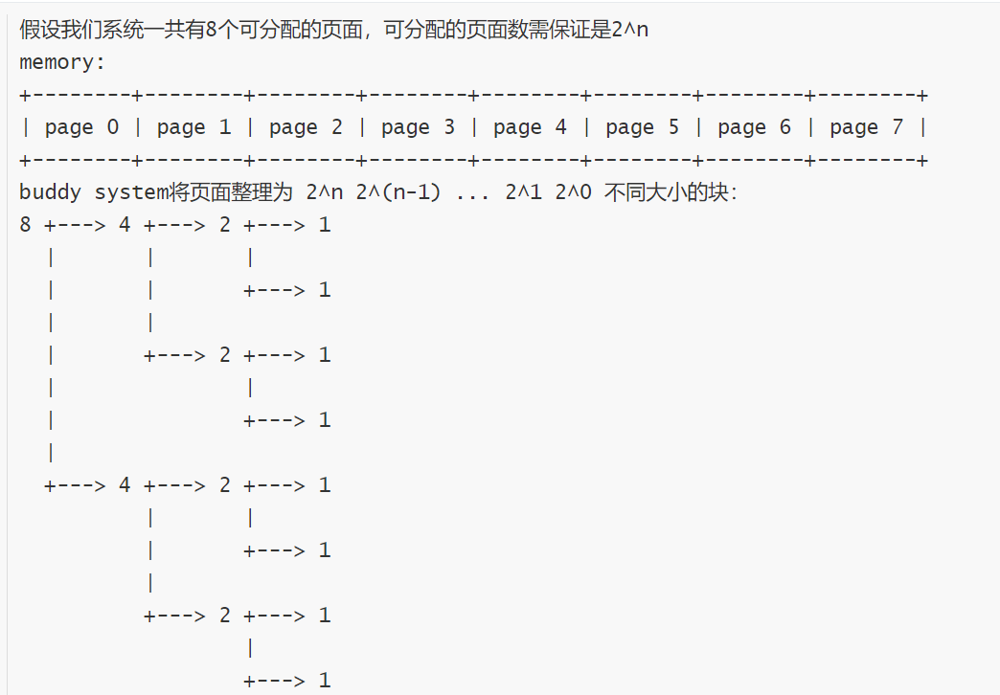 假设我们系统一共有8个可分配的页面，可分配的页面数需保证是2^n
memory:
+--------+--------+--------+--------+--------+--------+--------+--------+
| page 0 | page 1 | page 2 | page 3 | page 4 | page 5 | page 6 | page 7 |
+--------+--------+--------+--------+--------+--------+--------+--------+
buddy system将页面整理为 2^n 2^(n-1) ... 2^1 2^0 不同大小的块:
8 +---> 4 +---> 2 +---> 1
  |       |       |
  |       |       +---> 1
  |       |
  |       +---> 2 +---> 1
  |               |
  |               +---> 1
  |
  +---> 4 +---> 2 +---> 1
          |       |
          |       +---> 1
          |
          +---> 2 +---> 1
                  |
                  +---> 1